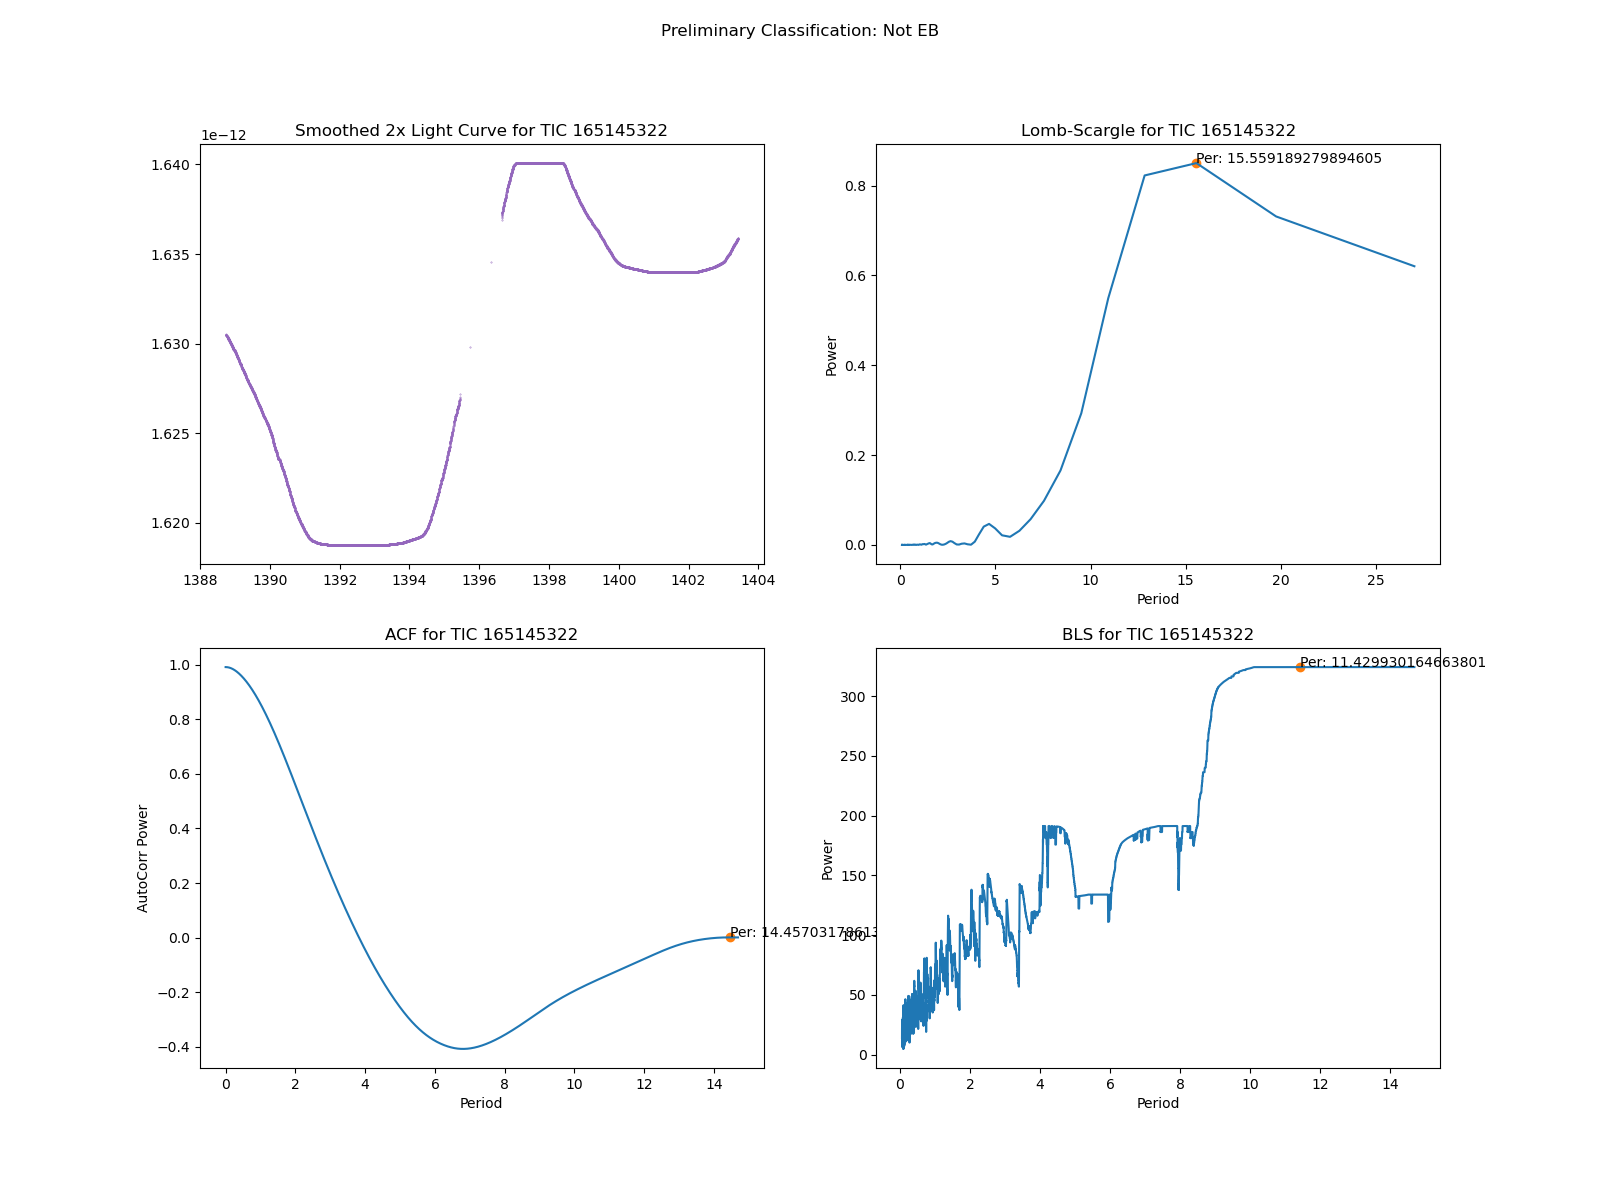 Preliminary Classification: Not EB
Smoothed 2x Light Curve for TIC 165145322
1e−12
1.640
1.635
1.630
1.625
1.620
1388 1390 1392 1394 1396 1398 1400 1402 1404
Lomb-Scargle for TIC 165145322
Per: 15.559189279894605
Power
0.8
0.6
0.4
0.2
0.0
0 5 10 15 20 25
Period
ACF for TIC 165145322
AutoCorr Power
1.0
0.8
0.6
0.4
0.2
0.0
−0.2
−0.4
Per: 14.4570317861
0 2 4 6 8 10 12 14
Period
BLS for TIC 165145322
Per: 11.429930164663801
Power
300
250
200
150
100
50
0
0 2 4 6 8 10 12 14
Period